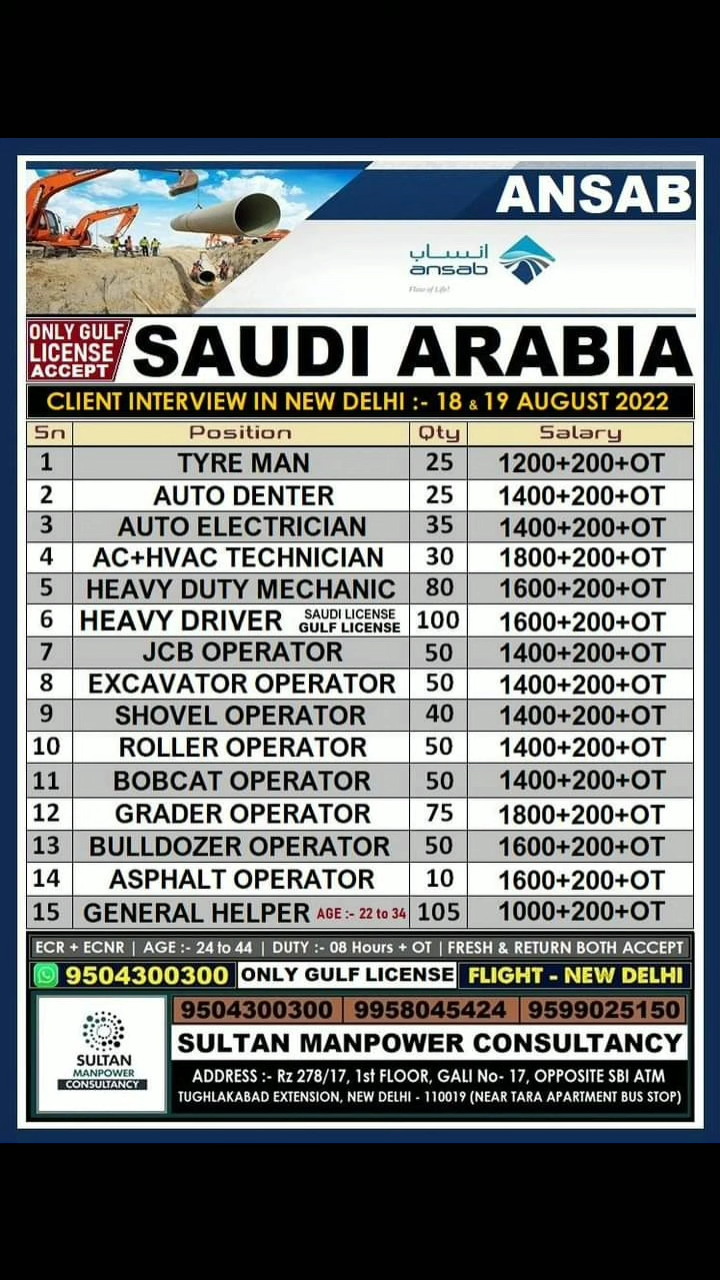 ANSAB
انساب
ansab
Flow of Life!
ONLY GULF
LICENSE
ACCEPT
SAUDI ARABIA
CLIENT INTERVIEW IN NEW DELHI :- 18 & 19 AUGUST 2022
Sn Position Qty Salary
1 TYRE MAN 25 1200+200+OT
2 AUTO DENTER 25 1400+200+OT
3 AUTO ELECTRICIAN 35 1400+200+OT
4 AC+HVAC TECHNICIAN 30 1800+200+OT
5 HEAVY DUTY MECHANIC 80 1600+200+OT
6 HEAVY DRIVER SAUDI LICENSE GULF LICENSE 100 1600+200+OT
7 JCB OPERATOR 50 1400+200+OT
8 EXCAVATOR OPERATOR 50 1400+200+OT
9 SHOVEL OPERATOR 40 1400+200+OT
10 ROLLER OPERATOR 50 1400+200+OT
11 BOBCAT OPERATOR 50 1400+200+OT
12 GRADER OPERATOR 75 1800+200+OT
13 BULLDOZER OPERATOR 50 1600+200+OT
14 ASPHALT OPERATOR 10 1600+200+OT
15 GENERAL HELPER AGE :- 22 to 34 105 1000+200+OT
ECR + ECNR | AGE :- 24 to 44 | DUTY :- 08 Hours + OT | FRESH & RETURN BOTH ACCEPT
9504300300 ONLY GULF LICENSE FLIGHT - NEW DELHI
9504300300 9958045424 9599025150
SULTAN
MANPOWER
CONSULTANCY
SULTAN MANPOWER CONSULTANCY
ADDRESS :- Rz 278/17, 1st FLOOR, GALI No- 17, OPPOSITE SBI ATM
TUGHLAKABAD EXTENSION, NEW DELHI - 110019 (NEAR TARA APARTMENT BUS STOP)